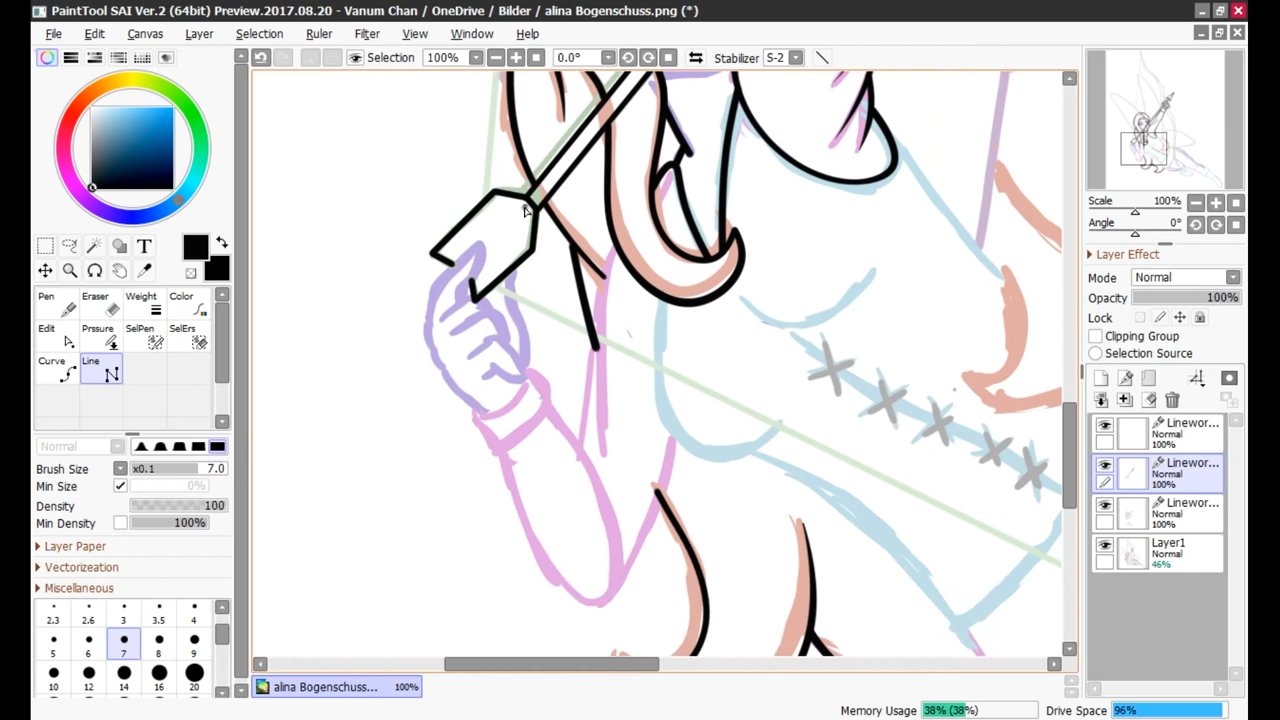 PaintTool SAI Ver.2 (64bit) Preview.2017.08.20 - Vanum Chan / OneDrive / Bilder / alina Bogenschuss.png (*)
File Edit Canvas Layer Selection Ruler Filter View Window Help
Selection 100% 0.0° Stabilizer S-2
T
Pen Eraser Weight Color
Edit Prssure SelPen SelErs
Curve Line
Normal
Brush Size x0.1 7.0
Min Size 0%
Density 100
Min Density 100%
Layer Paper
Vectorization
Miscellaneous
2.3 2.6 3 3.5 4
5 6 7 8 9
10 12 14 16 20
Scale 100%
Angle 0°
Layer Effect
Mode Normal
Opacity 100%
Lock
Clipping Group
Selection Source
Linewor...
Normal
100%
Linewor...
Normal
100%
Linewor...
Normal
100%
Layer1
Normal
46%
alina Bogenschuss... 100%
Memory Usage 38% (38%) Drive Space 96%